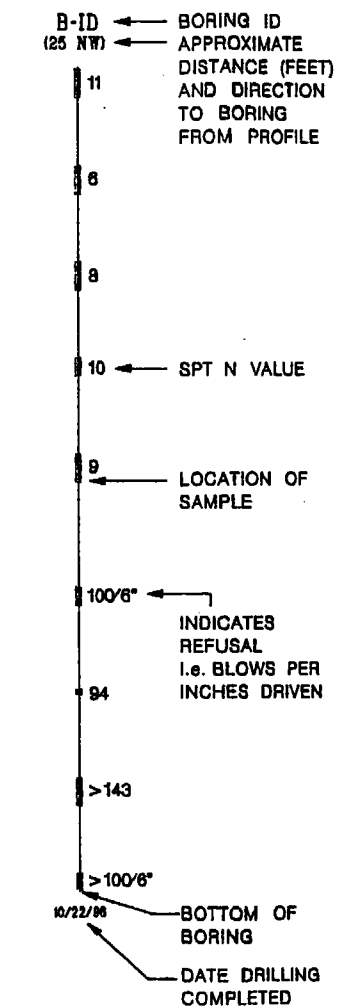 B-ID BORING ID
(25 NW) APPROXIMATE
DISTANCE (FEET)
AND DIRECTION
TO BORING
FROM PROFILE
11
6
8
10 SPT N VALUE
9
LOCATION OF
SAMPLE
100/6"
INDICATES
REFUSAL
I.e. BLOWS PER
INCHES DRIVEN
94
>143
>100/6"
10/22/96
BOTTOM OF
BORING
DATE DRILLING
COMPLETED